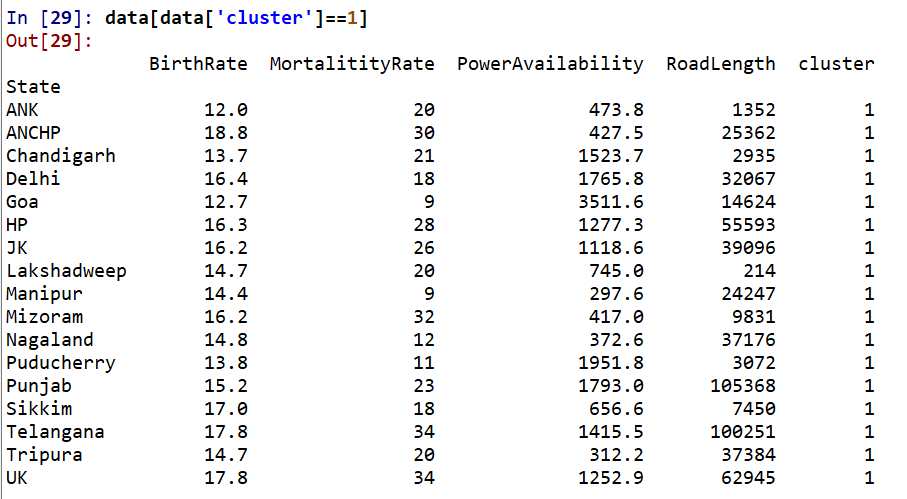 In [29]: data[data['cluster']==1]
Out[29]:
BirthRate MortalitityRate PowerAvailability RoadLength cluster
State
ANK 12.0 20 473.8 1352 1
ANCHP 18.8 30 427.5 25362 1
Chandigarh 13.7 21 1523.7 2935 1
Delhi 16.4 18 1765.8 32067 1
Goa 12.7 9 3511.6 14624 1
HP 16.3 28 1277.3 55593 1
JK 16.2 26 1118.6 39096 1
Lakshadweep 14.7 20 745.0 214 1
Manipur 14.4 9 297.6 24247 1
Mizoram 16.2 32 417.0 9831 1
Nagaland 14.8 12 372.6 37176 1
Puducherry 13.8 11 1951.8 3072 1
Punjab 15.2 23 1793.0 105368 1
Sikkim 17.0 18 656.6 7450 1
Telangana 17.8 34 1415.5 100251 1
Tripura 14.7 20 312.2 37384 1
UK 17.8 34 1252.9 62945 1